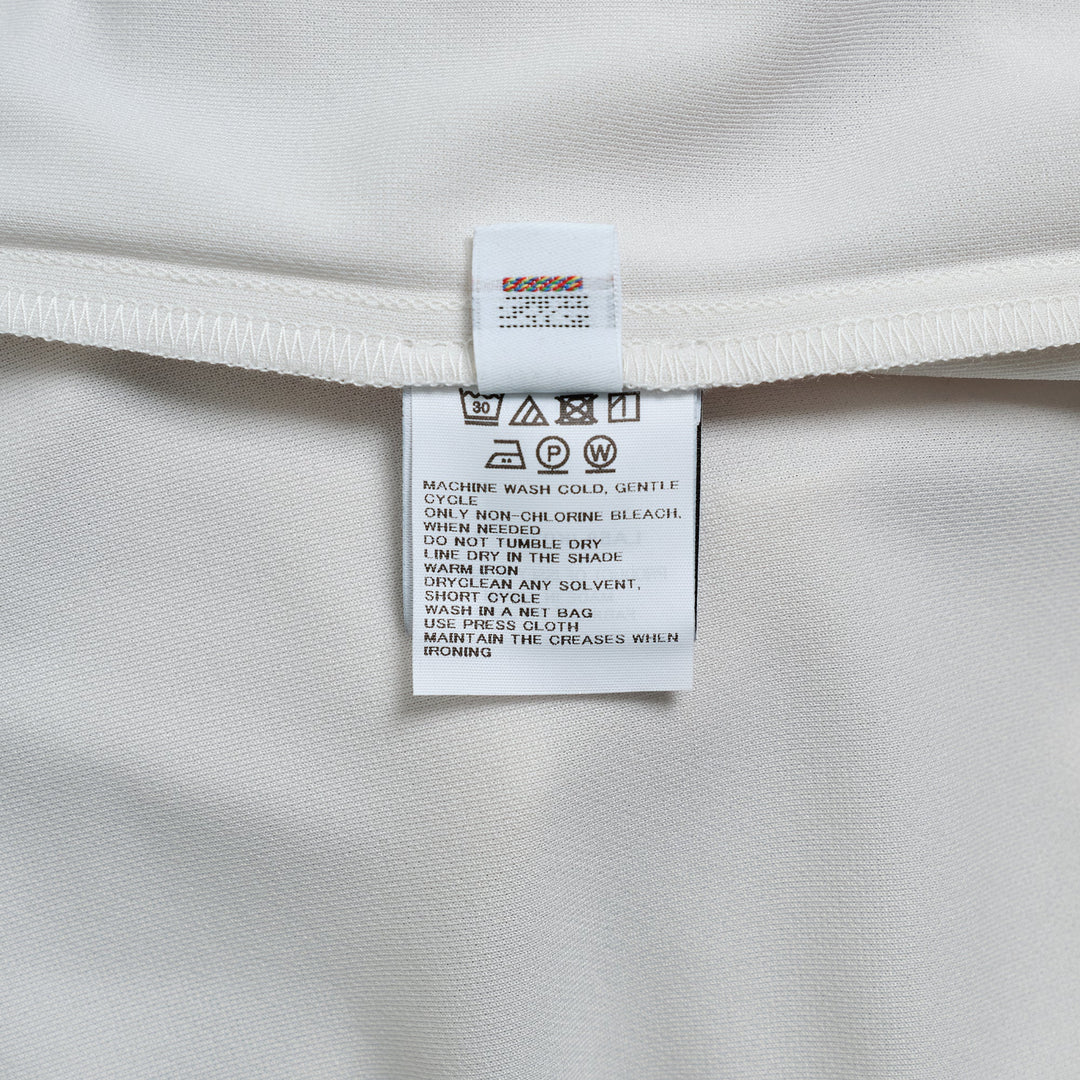 30
P W
MACHINE WASH COLD, GENTLE
CYCLE
ONLY NON-CHLORINE BLEACH,
WHEN NEEDED
DO NOT TUMBLE DRY
LINE DRY IN THE SHADE
WARM IRON
DRYCLEAN ANY SOLVENT,
SHORT CYCLE
WASH IN A NET BAG
USE PRESS CLOTH
MAINTAIN THE CREASES WHEN
IRONING